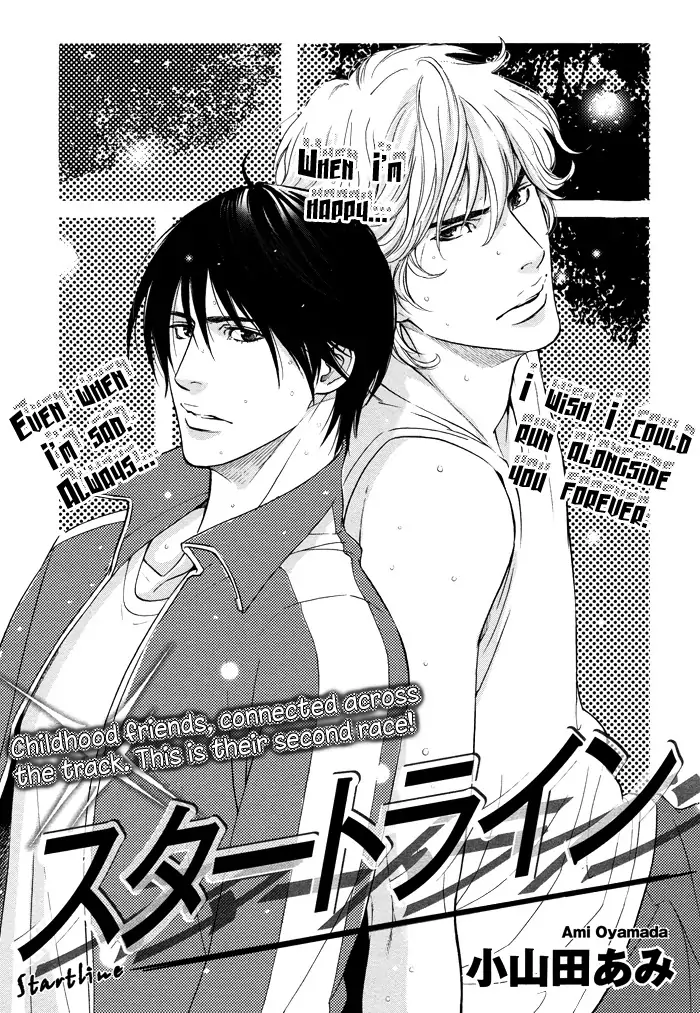 When i'm
happy...
Even when
i'm sad.
Always...
i wish i could
run alongside
you forever.
Childhood friends, connected across
the track. This is their second race!
スタートライン
Startline
Ami Oyamada
小山田あみ